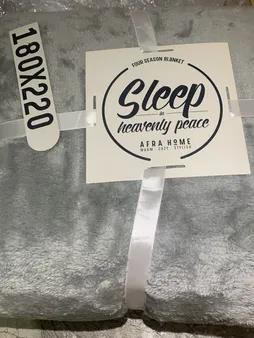 180X220
FOUR SEASON BLANKET
Sleep
in
heavenly peace
AFRA HOME
WARM . COZY . STYLISH